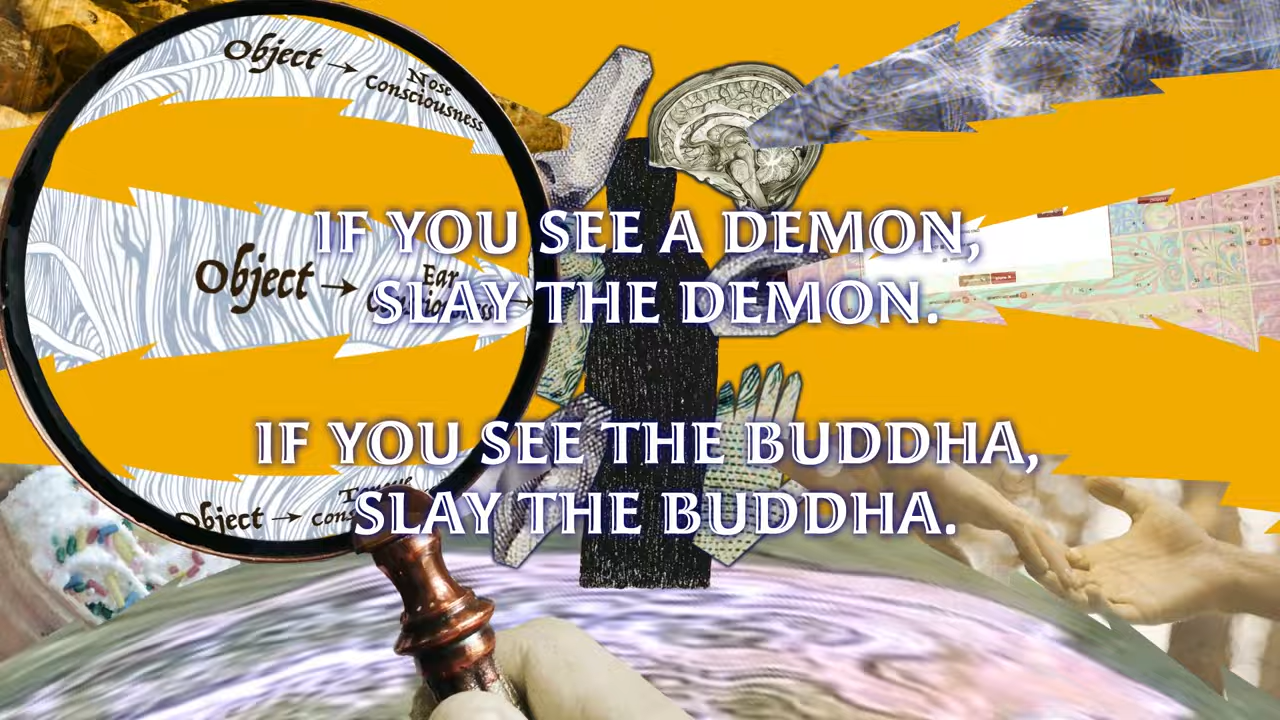 Object →
Nose
Consciousness
IF YOU SEE A DEMON,
Object → Ear
SLAY THE DEMON.
IF YOU SEE THE BUDDHA,
Object →
SLAY THE BUDDHA.